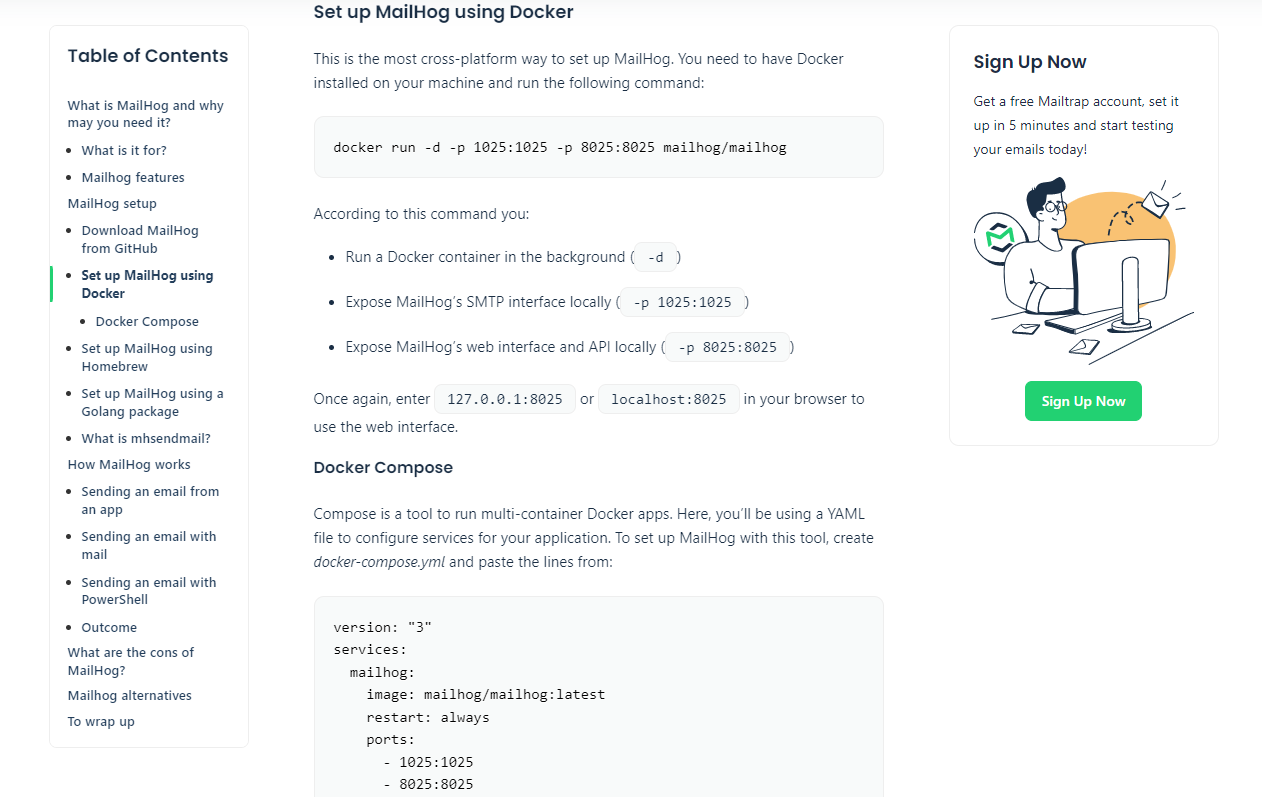 Table of Contents
What is MailHog and why
may you need it?
What is it for?
Mailhog features
MailHog setup
Download MailHog
from GitHub
Set up MailHog using
Docker
Docker Compose
Set up MailHog using
Homebrew
Set up MailHog using a
Golang package
What is mhsendmail?
How MailHog works
Sending an email from
an app
Sending an email with
mail
Sending an email with
PowerShell
Outcome
What are the cons of
MailHog?
Mailhog alternatives
To wrap up
Set up MailHog using Docker
This is the most cross-platform way to set up MailHog. You need to have Docker
installed on your machine and run the following command:
docker run -d -p 1025:1025 -p 8025:8025 mailhog/mailhog
According to this command you:
Run a Docker container in the background ( -d )
Expose MailHog’s SMTP interface locally ( -p 1025:1025 )
Expose MailHog’s web interface and API locally ( -p 8025:8025 )
Once again, enter 127.0.0.1:8025 or localhost:8025 in your browser to
use the web interface.
Docker Compose
Compose is a tool to run multi-container Docker apps. Here, you’ll be using a YAML
file to configure services for your application. To set up MailHog with this tool, create
docker-compose.yml and paste the lines from:
version: "3"
services:
  mailhog:
    image: mailhog/mailhog:latest
    restart: always
    ports:
      - 1025:1025
      - 8025:8025
Sign Up Now
Get a free Mailtrap account, set it
up in 5 minutes and start testing
your emails today!
Sign Up Now